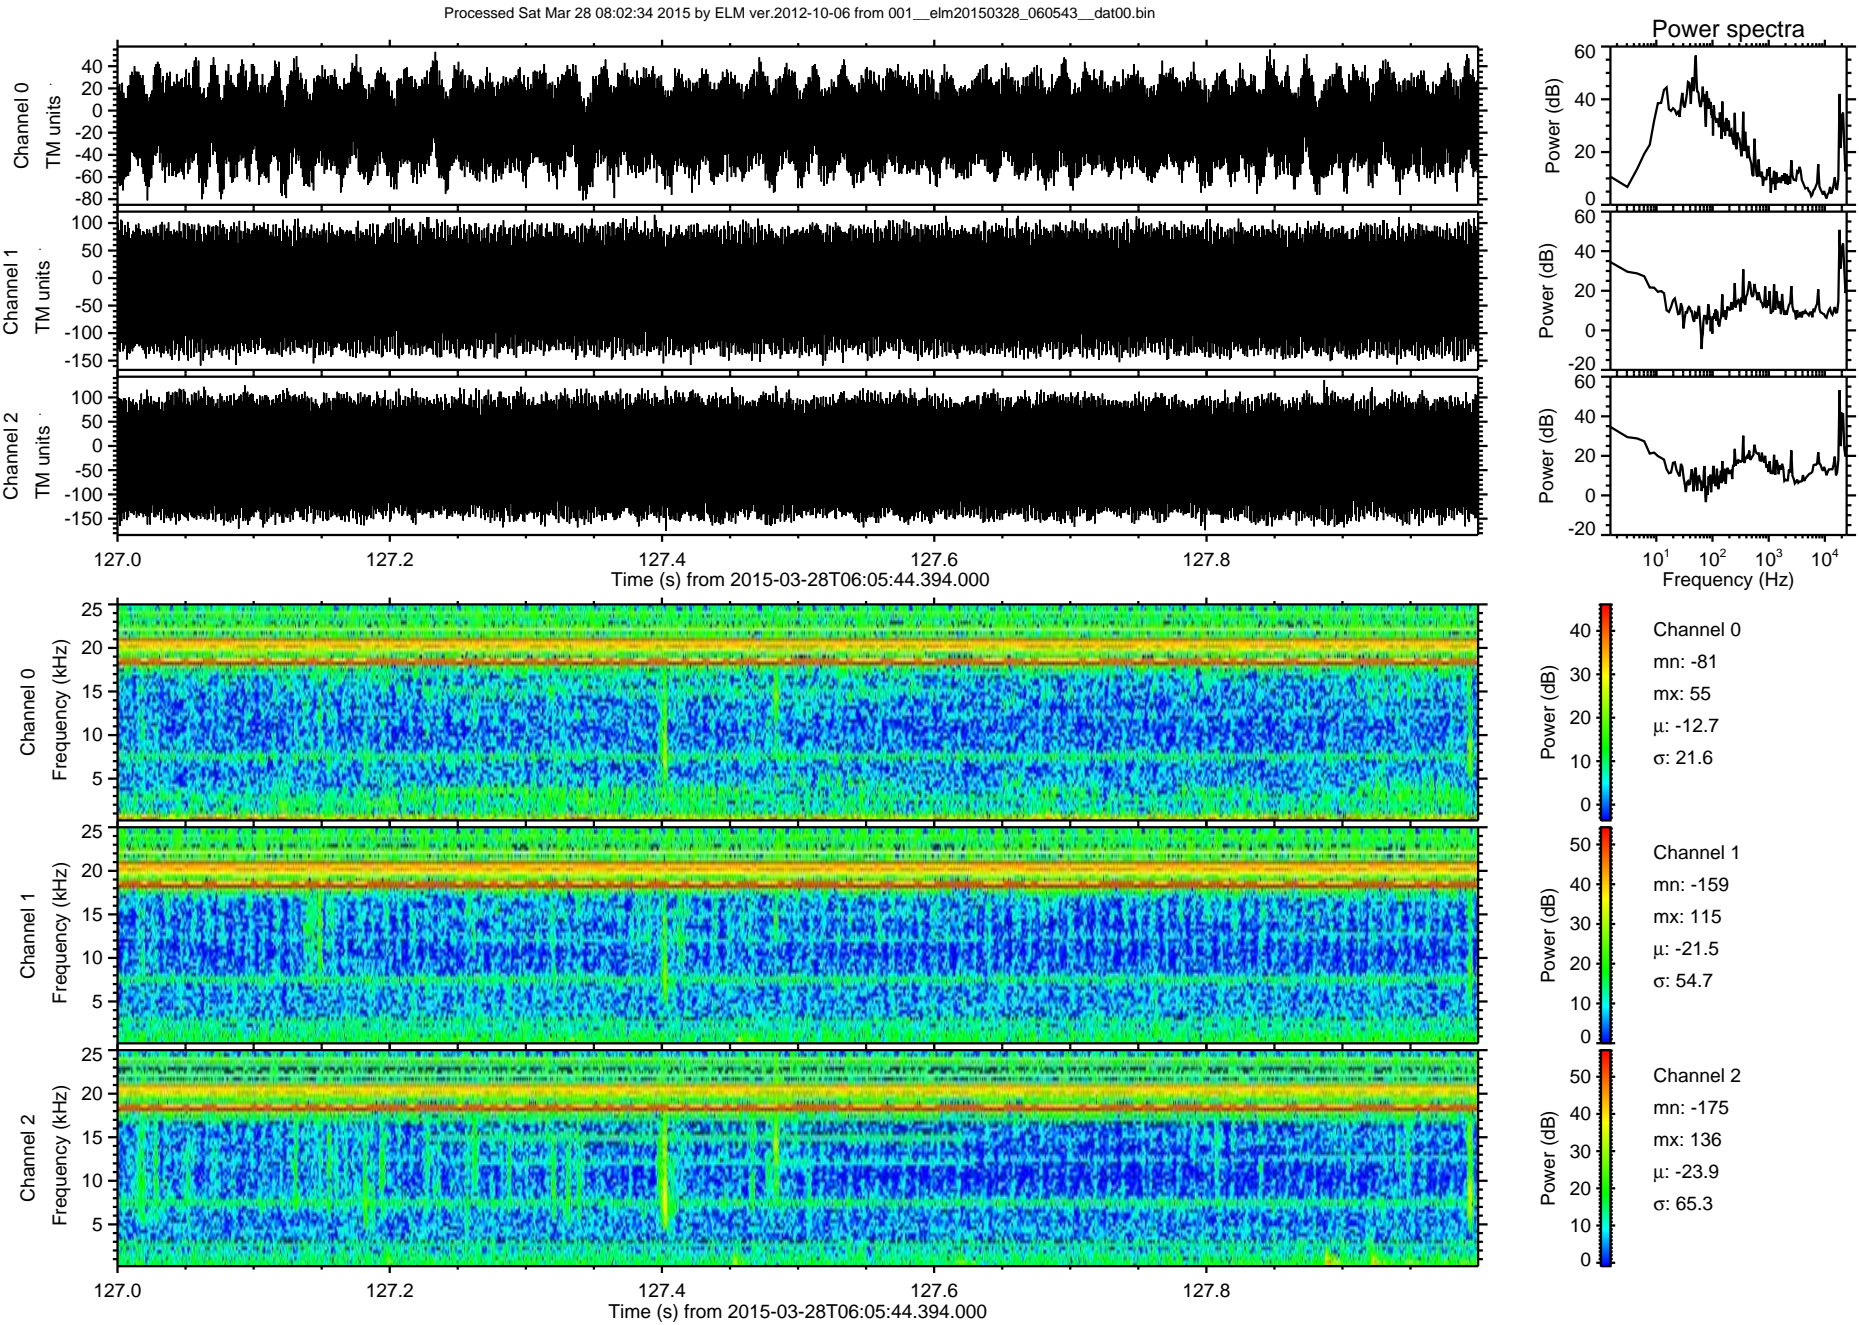 Processed Sat Mar 28 08:02:34 2015 by ELM ver.2012-10-06 from 001__elm20150328_060543__dat00.bin
Power spectra
Channel 0
TM units
40
20
0
-20
-40
-60
-80
Power (dB)
60
40
20
0
Channel 1
TM units
100
50
0
-50
-100
-150
Power (dB)
60
40
20
0
-20
Channel 2
TM units
100
50
0
-50
-100
-150
Power (dB)
60
40
20
0
-20
127.0 127.2 127.4 127.6 127.8
Time (s) from 2015-03-28T06:05:44.394.000
10^1 10^2 10^3 10^4
Frequency (Hz)
Channel 0
Frequency (kHz)
25
20
15
10
5
Power (dB)
40
30
20
10
0
Channel 0
mn: -81
mx: 55
μ: -12.7
σ: 21.6
Channel 1
Frequency (kHz)
25
20
15
10
5
Power (dB)
50
40
30
20
10
0
Channel 1
mn: -159
mx: 115
μ: -21.5
σ: 54.7
Channel 2
Frequency (kHz)
25
20
15
10
5
Power (dB)
50
40
30
20
10
0
Channel 2
mn: -175
mx: 136
μ: -23.9
σ: 65.3
127.0 127.2 127.4 127.6 127.8
Time (s) from 2015-03-28T06:05:44.394.000